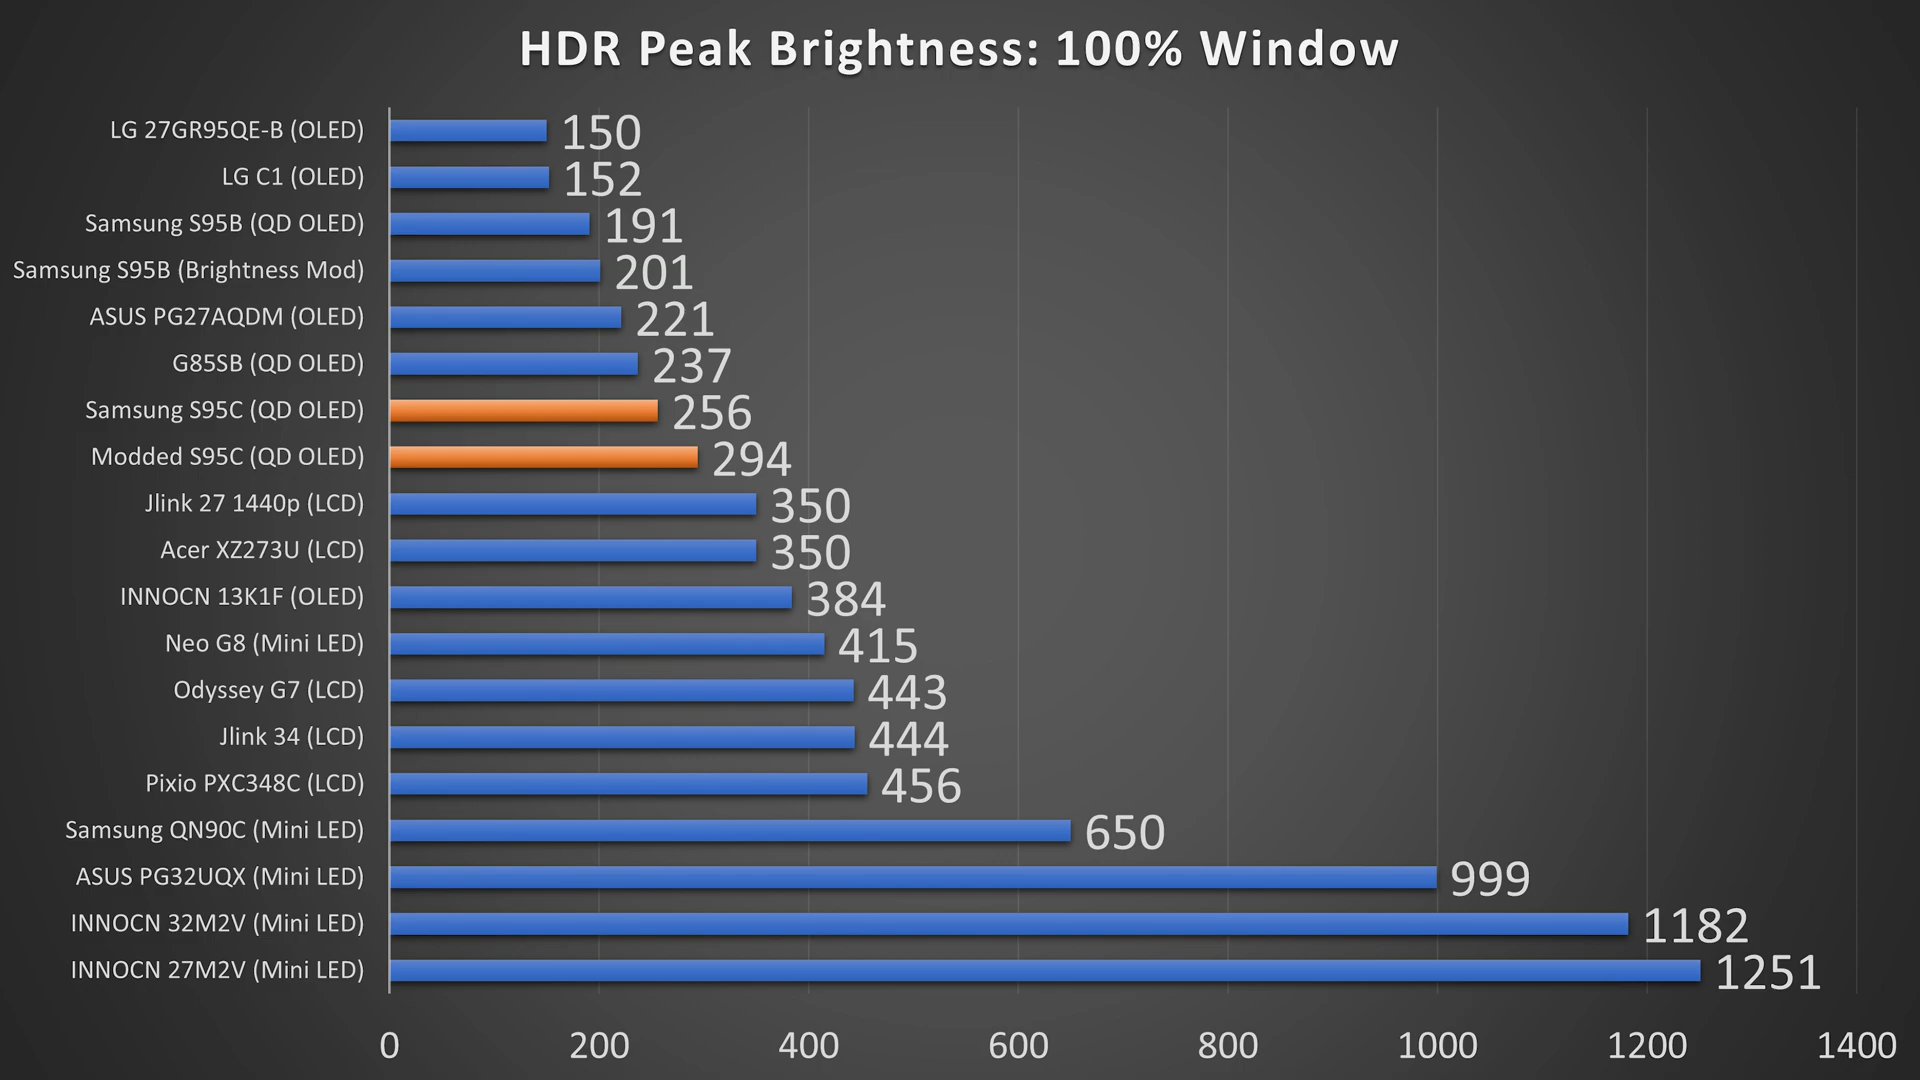 HDR Peak Brightness: 100% Window
LG 27GR95QE-B (OLED) 150
LG C1 (OLED) 152
Samsung S95B (QD OLED) 191
Samsung S95B (Brightness Mod) 201
ASUS PG27AQDM (OLED) 221
G85SB (QD OLED) 237
Samsung S95C (QD OLED) 256
Modded S95C (QD OLED) 294
Jlink 27 1440p (LCD) 350
Acer XZ273U (LCD) 350
INNOCN 13K1F (OLED) 384
Neo G8 (Mini LED) 415
Odyssey G7 (LCD) 443
Jlink 34 (LCD) 444
Pixio PXC348C (LCD) 456
Samsung QN90C (Mini LED) 650
ASUS PG32UQX (Mini LED) 999
INNOCN 32M2V (Mini LED) 1182
INNOCN 27M2V (Mini LED) 1251
0 200 400 600 800 1000 1200 1400